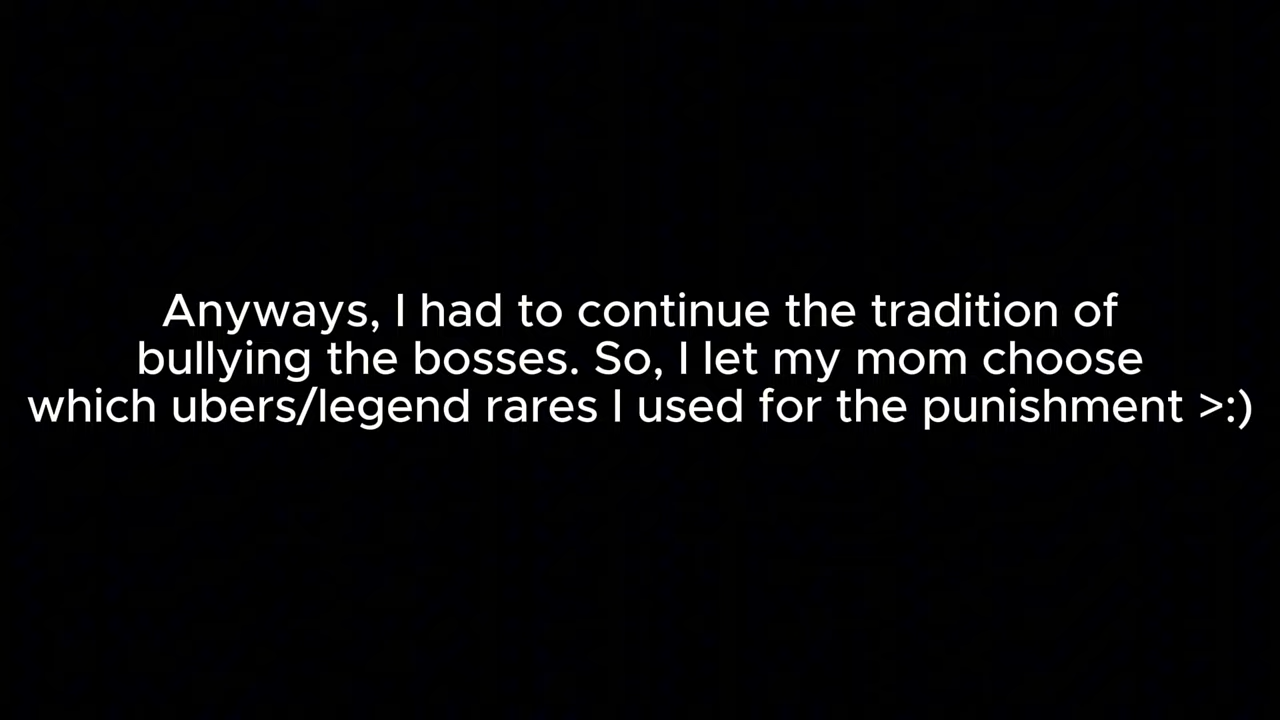 Anyways, I had to continue the tradition of
bullying the bosses. So, I let my mom choose
which ubers/legend rares I used for the punishment >:)